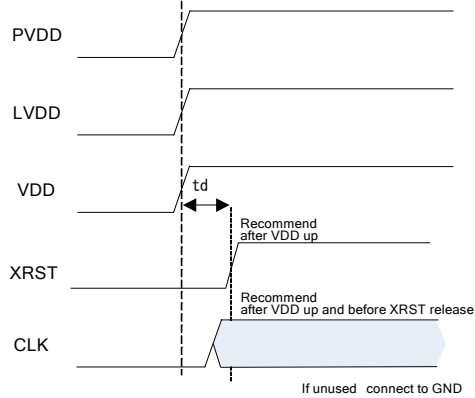 PVDD
LVDD
VDD
td
Recommend
after VDD up
XRST
Recommend
after VDD up and before XRST release
CLK
If unused connect to GND